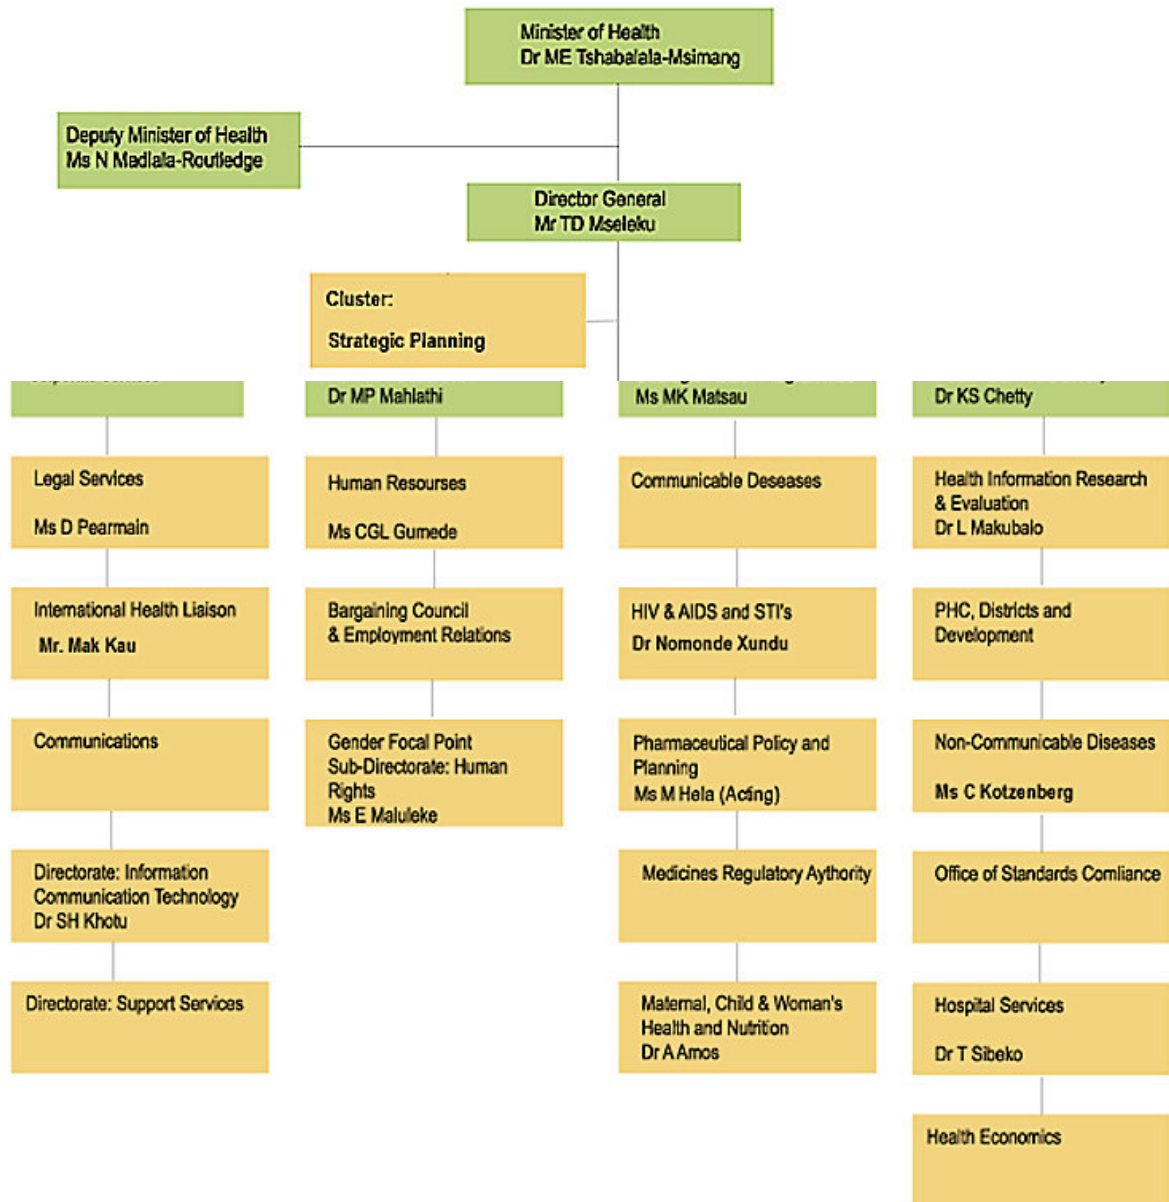 Minister of Health
Dr ME Tshabalala-Msimang
Deputy Minister of Health
Ms N Madlala-Routledge
Director General
Mr TD Mseleku
Cluster:
Strategic Planning
Dr MP Mahlathi
Ms MK Matsau
Dr KS Chetty
Legal Services
Ms D Pearmain
Human Resourses
Ms CGL Gumede
Communicable Deseases
Health Information Research
& Evaluation
Dr L Makubalo
International Health Liaison
Mr. Mak Kau
Bargaining Council
& Employment Relations
HIV & AIDS and STI's
Dr Nomonde Xundu
PHC, Districts and
Development
Communications
Gender Focal Point
Sub-Directorate: Human
Rights
Ms E Maluleke
Pharmaceutical Policy and
Planning
Ms M Hela (Acting)
Non-Communicable Diseases
Ms C Kotzenberg
Directorate: Information
Communication Technology
Dr SH Khotu
Medicines Regulatory Aythority
Office of Standards Comliance
Directorate: Support Services
Maternal, Child & Woman's
Health and Nutrition
Dr A Amos
Hospital Services
Dr T Sibeko
Health Economics